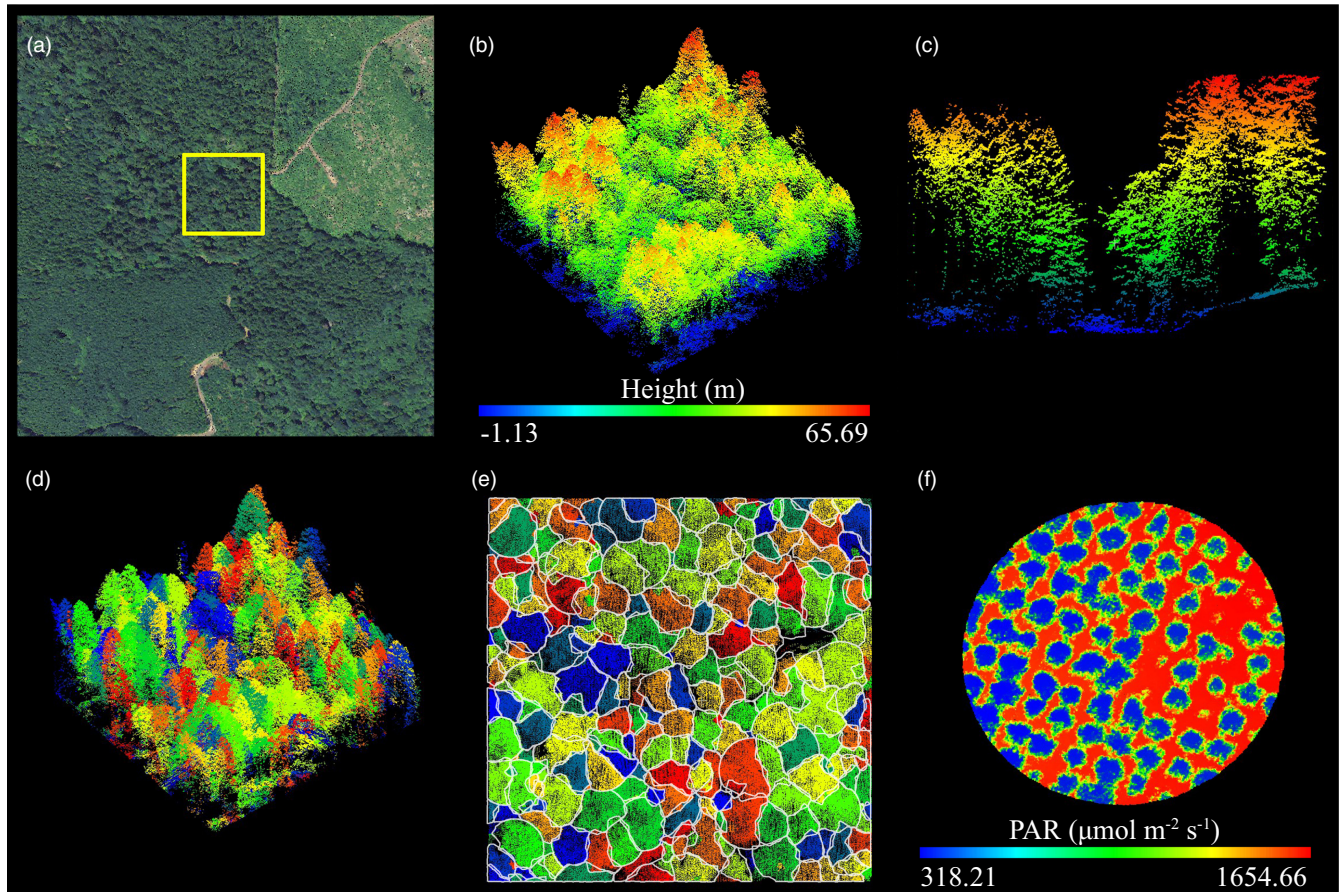 (a)
(b)
(c)
Height (m)
-1.13 65.69
(d)
(e)
(f)
PAR (µmol m⁻² s⁻¹)
318.21 1654.66